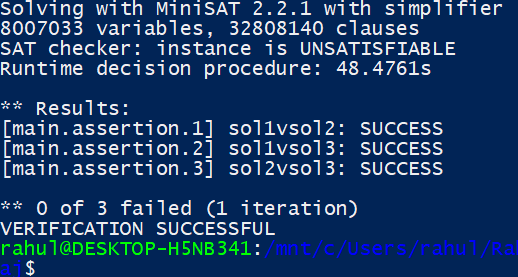 Solving with MiniSAT 2.2.1 with simplifier
8007033 variables, 32808140 clauses
SAT checker: instance is UNSATISFIABLE
Runtime decision procedure: 48.4761s
** Results:
[main.assertion.1] sol1vsol2: SUCCESS
[main.assertion.2] sol1vsol3: SUCCESS
[main.assertion.3] sol2vsol3: SUCCESS
** 0 of 3 failed (1 iteration)
VERIFICATION SUCCESSFUL
rahul@DESKTOP-H5NB341:/mnt/c/Users/rahul/Ra
aj$